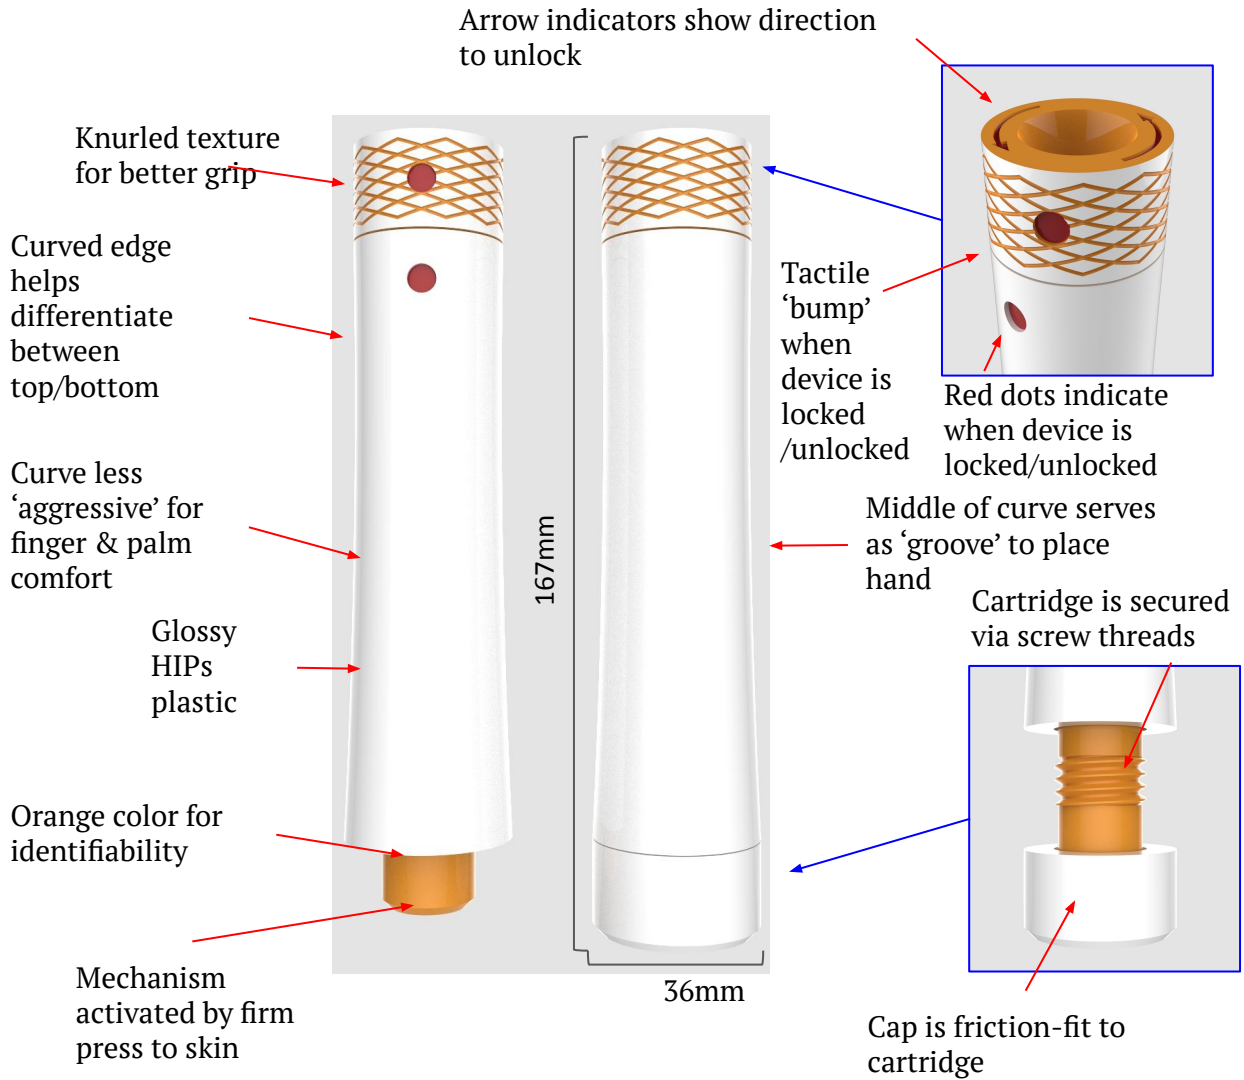 Arrow indicators show direction
to unlock
Knurled texture
for better grip
Curved edge
helps
differentiate
between
top/bottom
Tactile
‘bump’
when
device is
locked
/unlocked
Red dots indicate
when device is
locked/unlocked
Curve less
‘aggressive’ for
finger & palm
comfort
167mm
Middle of curve serves
as ‘groove’ to place
hand
Cartridge is secured
via screw threads
Glossy
HIPs
plastic
Orange color for
identifiability
Mechanism
activated by firm
press to skin
36mm
Cap is friction-fit to
cartridge